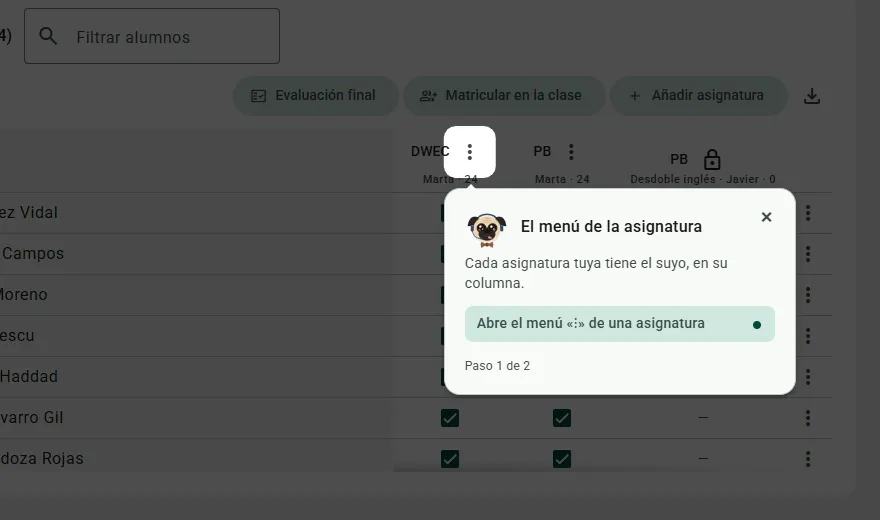 4)
Filtrar alumnos
Evaluación final
Matricular en la clase
Añadir asignatura
DWEC
PB
PB
Marta · 24
Marta · 24
Desdoble inglés · Javier · 0
ez Vidal
El menú de la asignatura
Campos
Cada asignatura tuya tiene el suyo, en su
columna.
Moreno
escu
Abre el menú «⋮» de una asignatura
Paso 1 de 2
Haddad
varro Gil
–
doza Rojas
–